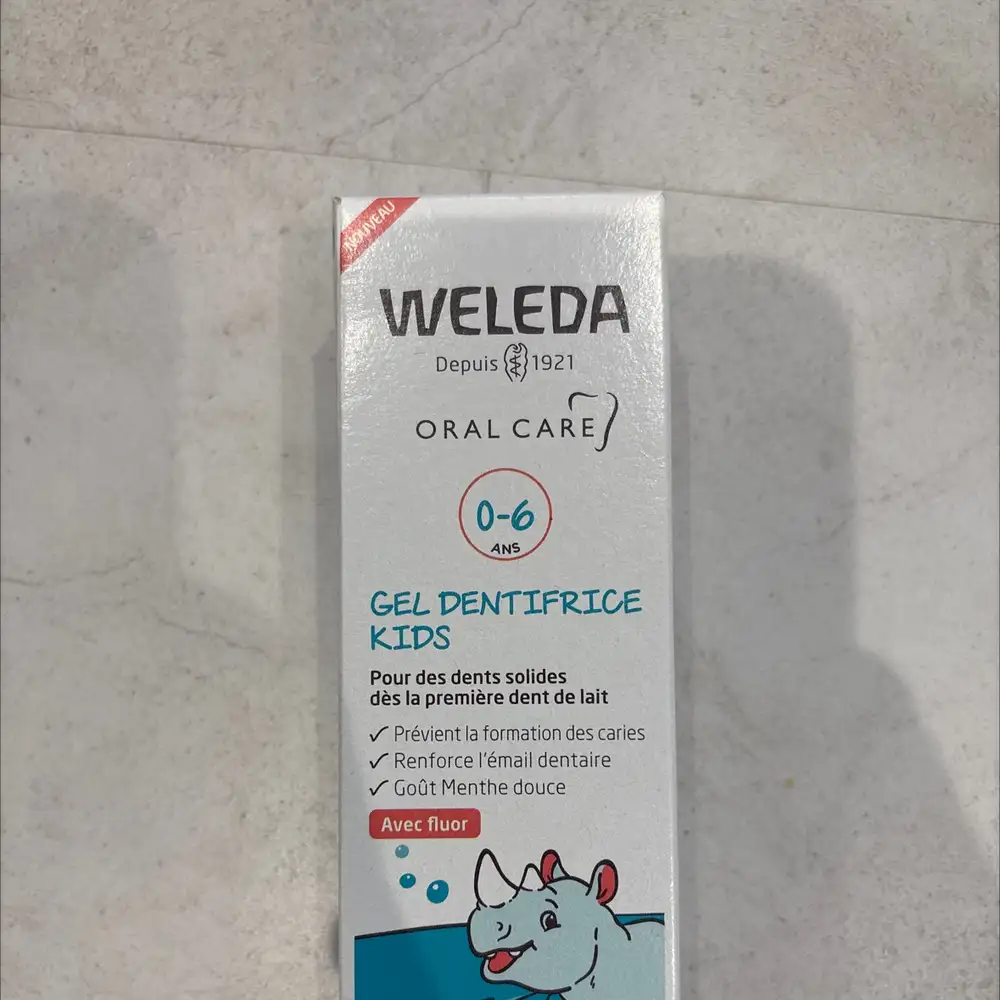 NOUVEAU
WELEDA
Depuis 1921
ORAL CARE
0-6
ANS
GEL DENTIFRICE
KIDS
Pour des dents solides
dès la première dent de lait
✓ Prévient la formation des caries
✓ Renforce l'émail dentaire
✓ Goût Menthe douce
Avec fluor